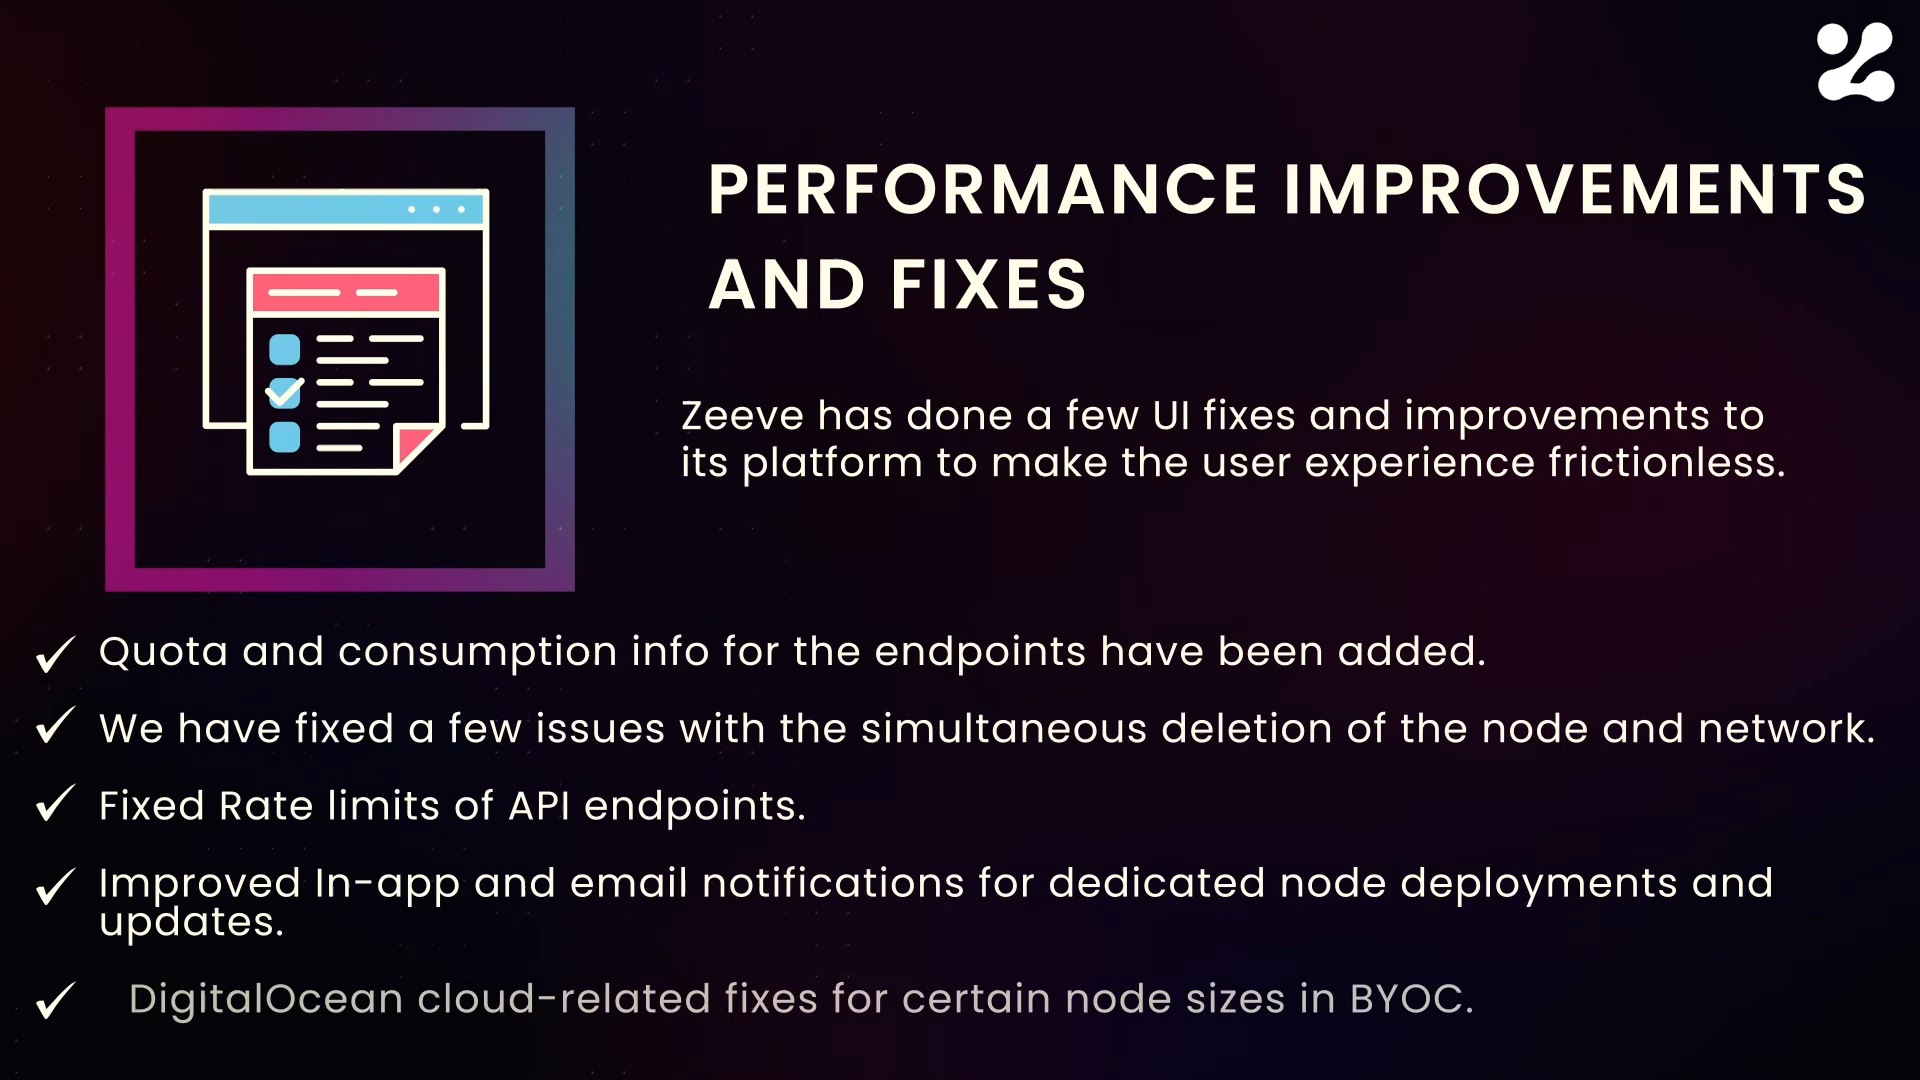 PERFORMANCE IMPROVEMENTS
AND FIXES
Zeeve has done a few UI fixes and improvements to
its platform to make the user experience frictionless.
Quota and consumption info for the endpoints have been added.
We have fixed a few issues with the simultaneous deletion of the node and network.
Fixed Rate limits of API endpoints.
Improved In-app and email notifications for dedicated node deployments and
updates.
DigitalOcean cloud-related fixes for certain node sizes in BYOC.